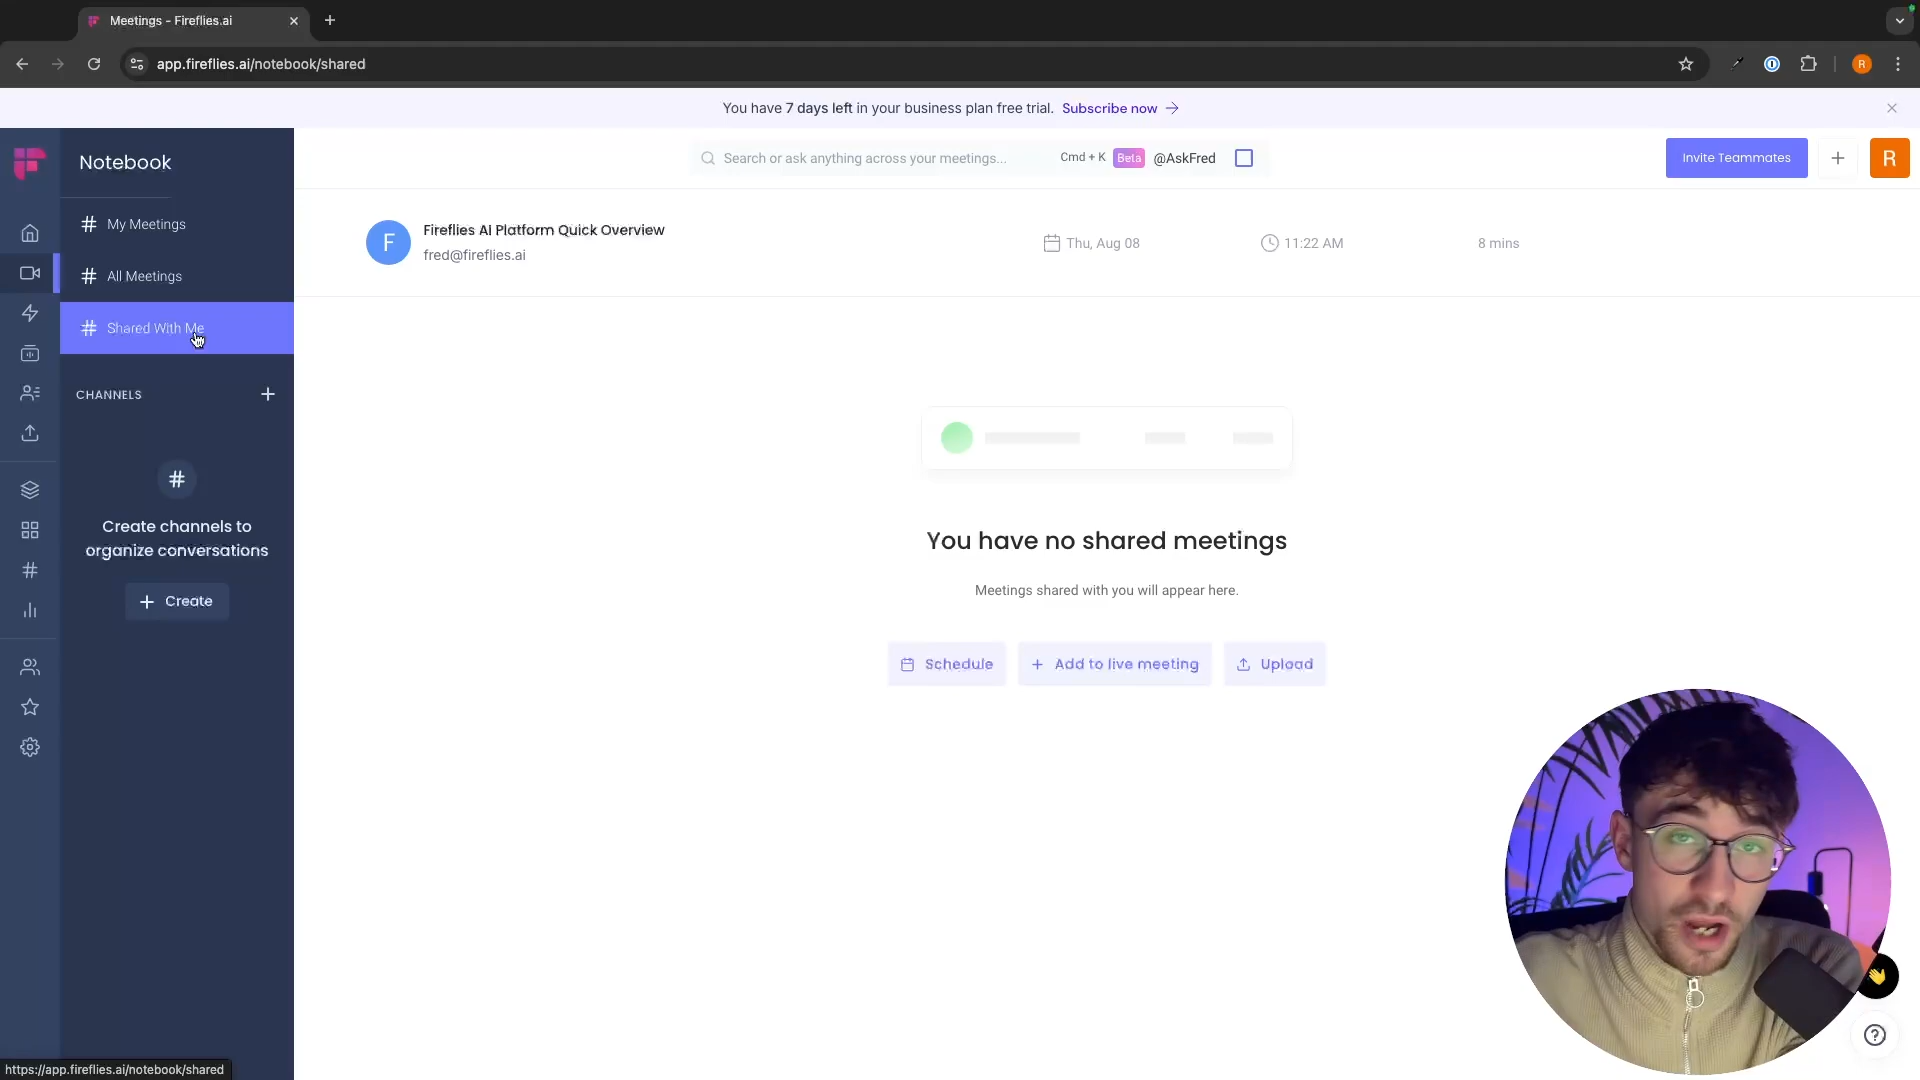 Meetings - Fireflies.ai
app.fireflies.ai/notebook/shared
R
You have 7 days left in your business plan free trial. Subscribe now
Notebook
Search or ask anything across your meetings...
Cmd + K
Beta
@AskFred
Invite Teammates
R
# My Meetings
# All Meetings
# Shared With Me
F
Fireflies AI Platform Quick Overview
fred@fireflies.ai
Thu, Aug 08
11:22 AM
8 mins
CHANNELS
+
#
Create channels to
organize conversations
+ Create
You have no shared meetings
Meetings shared with you will appear here.
Schedule
+ Add to live meeting
Upload
https://app.fireflies.ai/notebook/shared